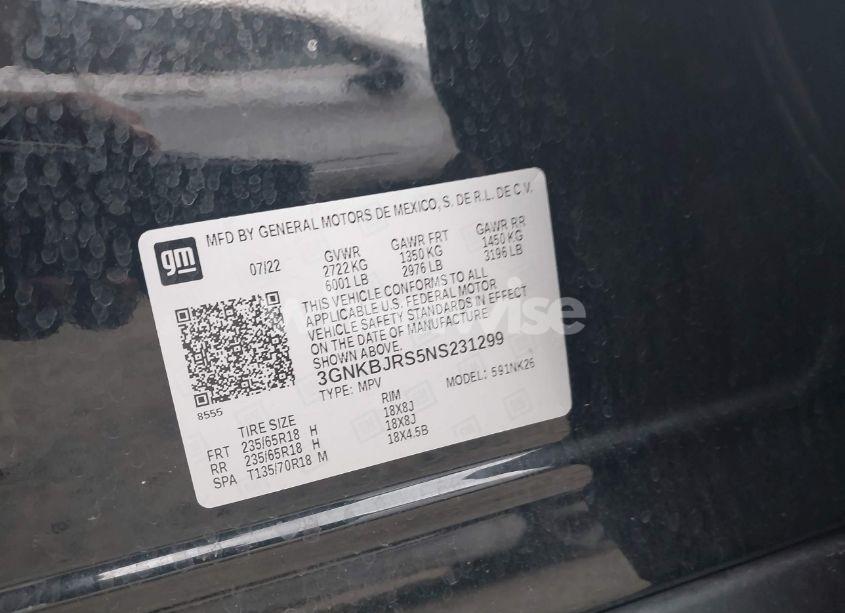 gm MFD BY GENERAL MOTORS DE MEXICO, S. DE R.L. DE C.V.
07/22 GVWR GAWR FRT GAWR RR
2722 KG 1350 KG 1450 KG
6001 LB 2976 LB 3196 LB
THIS VEHICLE CONFORMS TO ALL
APPLICABLE U.S. FEDERAL MOTOR
VEHICLE SAFETY STANDARDS IN EFFECT
ON THE DATE OF MANUFACTURE
SHOWN ABOVE.
3GNKBJRS5NS231299
TYPE: MPV MODEL: 591NK26
8555
TIRE SIZE RIM
FRT 235/65R18 H 18X8J
RR 235/65R18 H 18X8J
SPA T135/70R18 M 18X4.5B